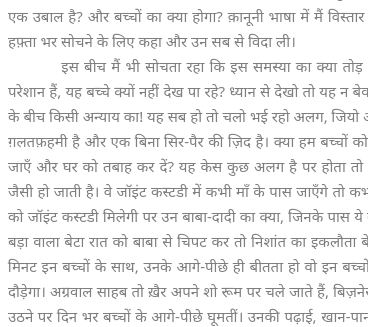 एक उबाल है? और बच्चों का क्या होगा? क़ानूनी भाषा में मैं विस्तार
हफ़्ता भर सोचने के लिए कहा और उन सब से विदा ली।
इस बीच मैं भी सोचता रहा कि इस समस्या का क्या तोड़
परेशान हैं, यह बच्चे क्यों नहीं देख पा रहे? ध्यान से देखो तो यह न
के बीच किसी अन्याय का! यह सब हो तो चलो भई रहो अलग, जियो
ग़लतफ़हमी है और एक बिना सिर-पैर की ज़िद है। क्या हम बच्चों को
जाएँ और घर को तबाह कर दें? यह केस कुछ अलग है पर होता तो
जैसी हो जाती है। वे जॉइंट कस्टडी में कभी माँ के पास जाएँगे तो
को जॉइंट कस्टडी मिलेगी पर उन बाबा-दादी का क्या, जिनके पास ये
बड़ा वाला बेटा रात को बाबा से चिपट कर तो निशांत का इकलौता
मिनट इन बच्चों के साथ, उनके आगे-पीछे ही बीतता हो वो इन
दौड़ेगा। अग्रवाल साहब तो ख़ैर अपने शो रूम पर चले जाते हैं,
उठने पर दिन भर बच्चों के आगे-पीछे घूमतीं। उनकी पढ़ाई,